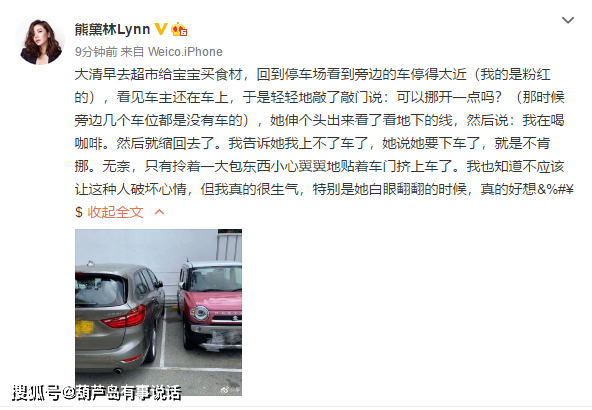 熊黛林Lynn
9分钟前 来自 Weico.iPhone
大清早去超市给宝宝买食材，回到停车场看到旁边的车停得太近（我的是粉红
的），看见车主还在车上，于是轻轻地敲了敲门说：可以挪开一点吗？（那时候
旁边几个车位都是没有车的），她伸个头出来看了看地下的线，然后说：我在喝
咖啡。然后就缩回去了。我告诉她我上不了车了，她说她要下车了，就是不肯
挪。无奈，只有拎着一大包东西小心翼翼地贴着车门挤上车了。我也知道不应该
让这种人破坏心情，但我真的很生气，特别是她白眼翻翻的时候，真的好想&%#¥
$ 收起全文
搜狐号@葫芦岛有事说话